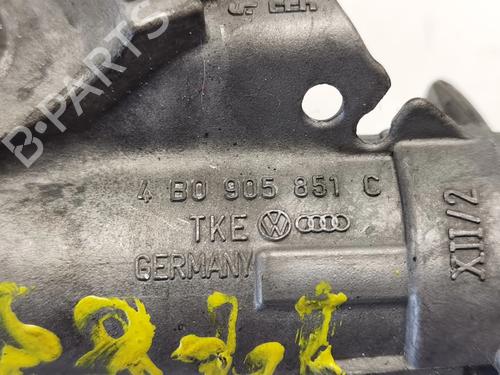 B-PARTS
4 B0 905 851 C
TKE
GERMANY
XII/2